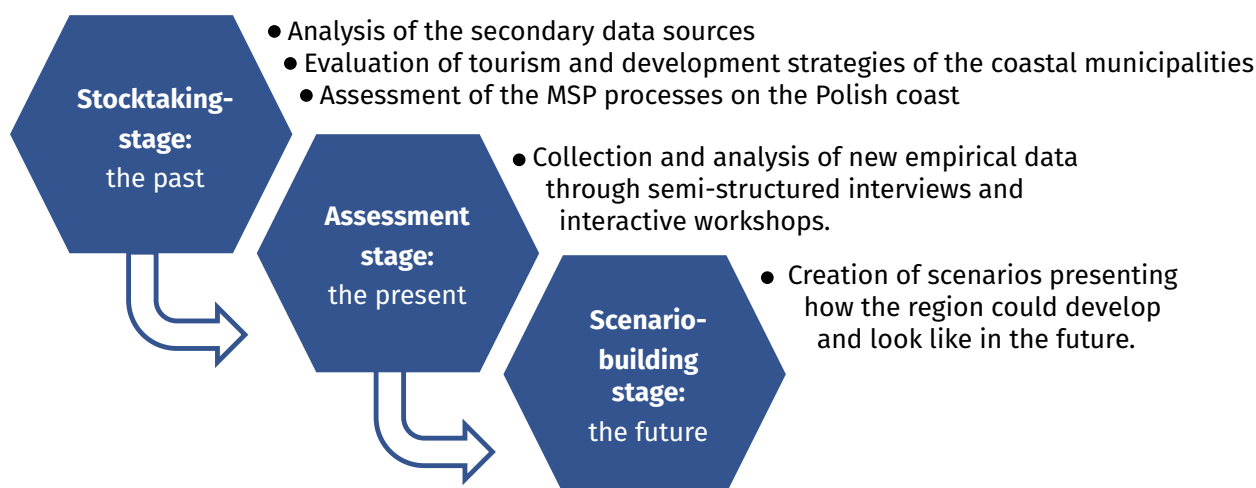 Stocktaking-
stage:
the past
● Analysis of the secondary data sources
● Evaluation of tourism and development strategies of the coastal municipalities
● Assessment of the MSP processes on the Polish coast
Assessment
stage:
the present
● Collection and analysis of new empirical data
through semi-structured interviews and
interactive workshops.
Scenario-
building
stage:
the future
● Creation of scenarios presenting
how the region could develop
and look like in the future.